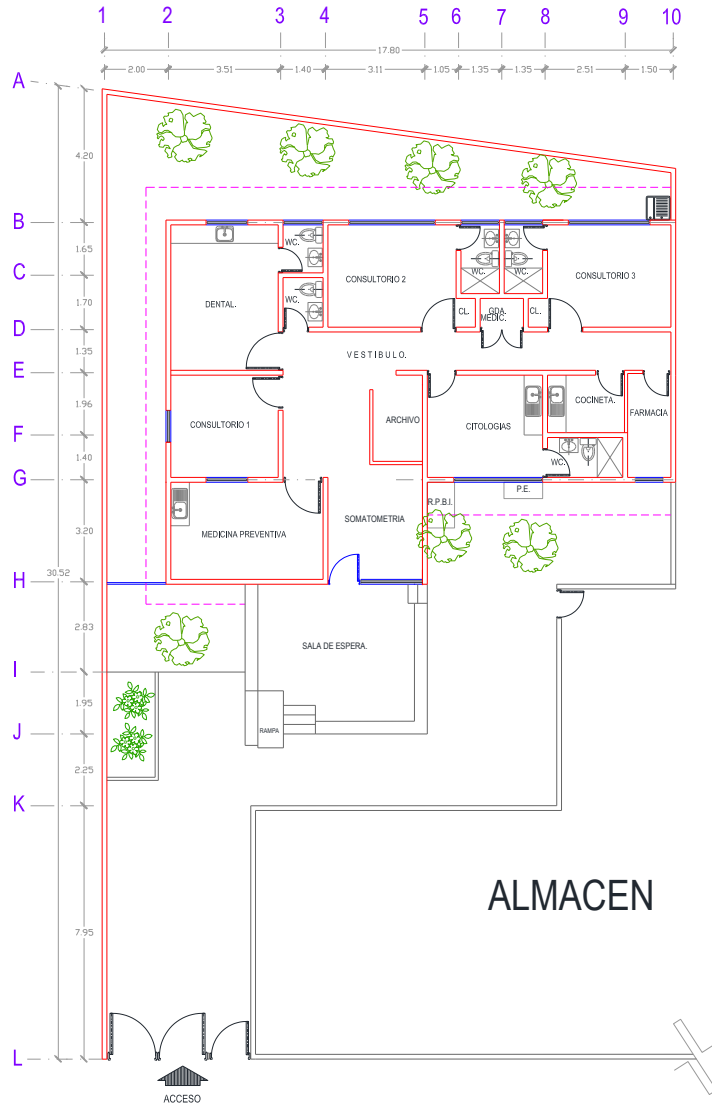 1 2 3 4 5 6 7 8 9 10
17.80
2.00 3.51 1.40 3.11 1.05 1.35 1.35 2.51 1.50
A
4.20
B
1.65
C
1.70
D
1.35
E
1.96
F
1.40
G
3.20
30.52
H
2.83
I
1.95
J
2.25
K
7.95
L
WC.
WC.
WC.
WC.
CONSULTORIO 2
CONSULTORIO 3
DENTAL.
CL.
GDA.
MEDIC.
CL.
VESTIBULO.
COCINETA.
CONSULTORIO 1
ARCHIVO
CITOLOGIAS
FARMACIA
WC.
P.E.
R.P.B.I.
SOMATOMETRIA
MEDICINA PREVENTIVA
SALA DE ESPERA.
RAMPA
ALMACEN
ACCESO